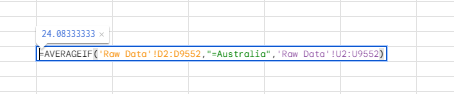 24.08333333 ×
=AVERAGEIF('Raw Data'!D2:D9552,"=Australia",'Raw Data'!U2:U9552)